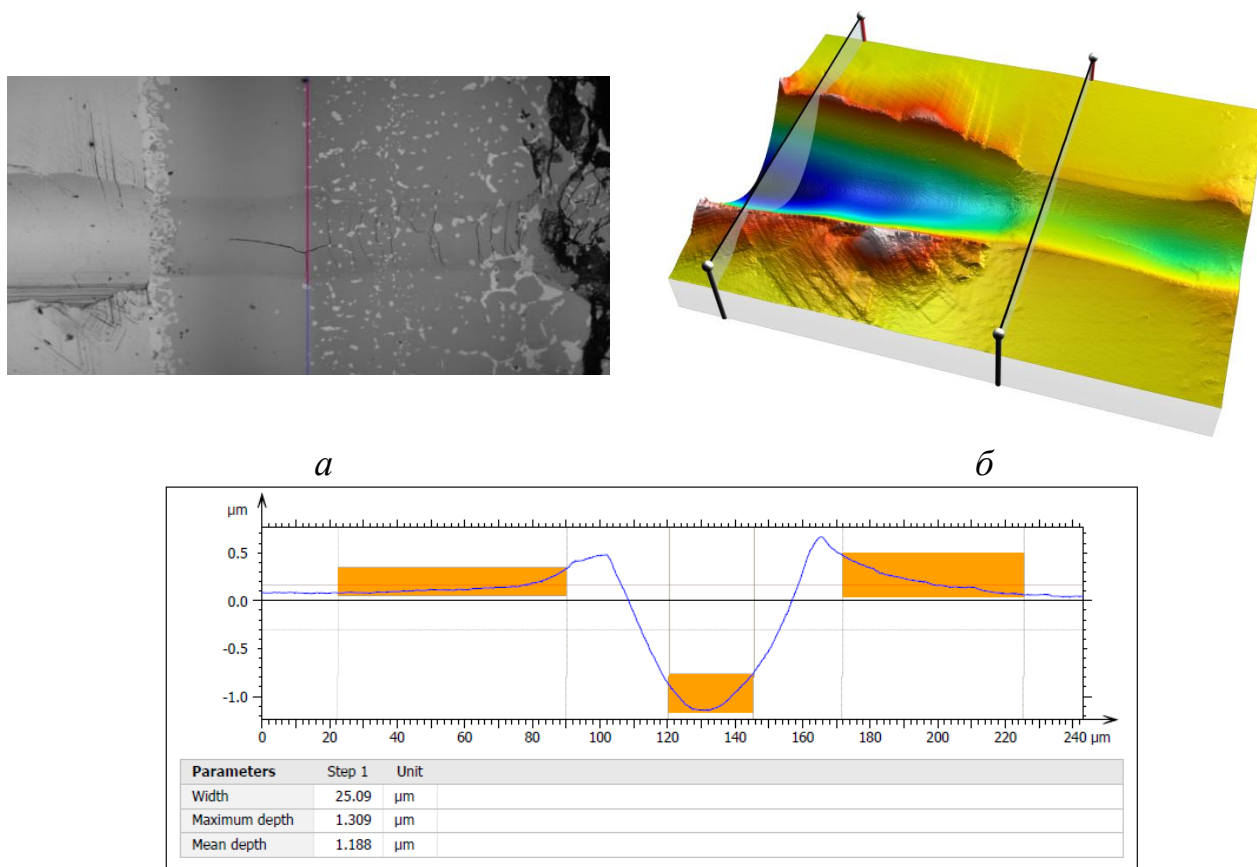 а б
µm
0.5
0.0
-0.5
-1.0
0 20 40 60 80 100 120 140 160 180 200 220 240 µm
Parameters Step 1 Unit
Width 25.09 µm
Maximum depth 1.309 µm
Mean depth 1.188 µm